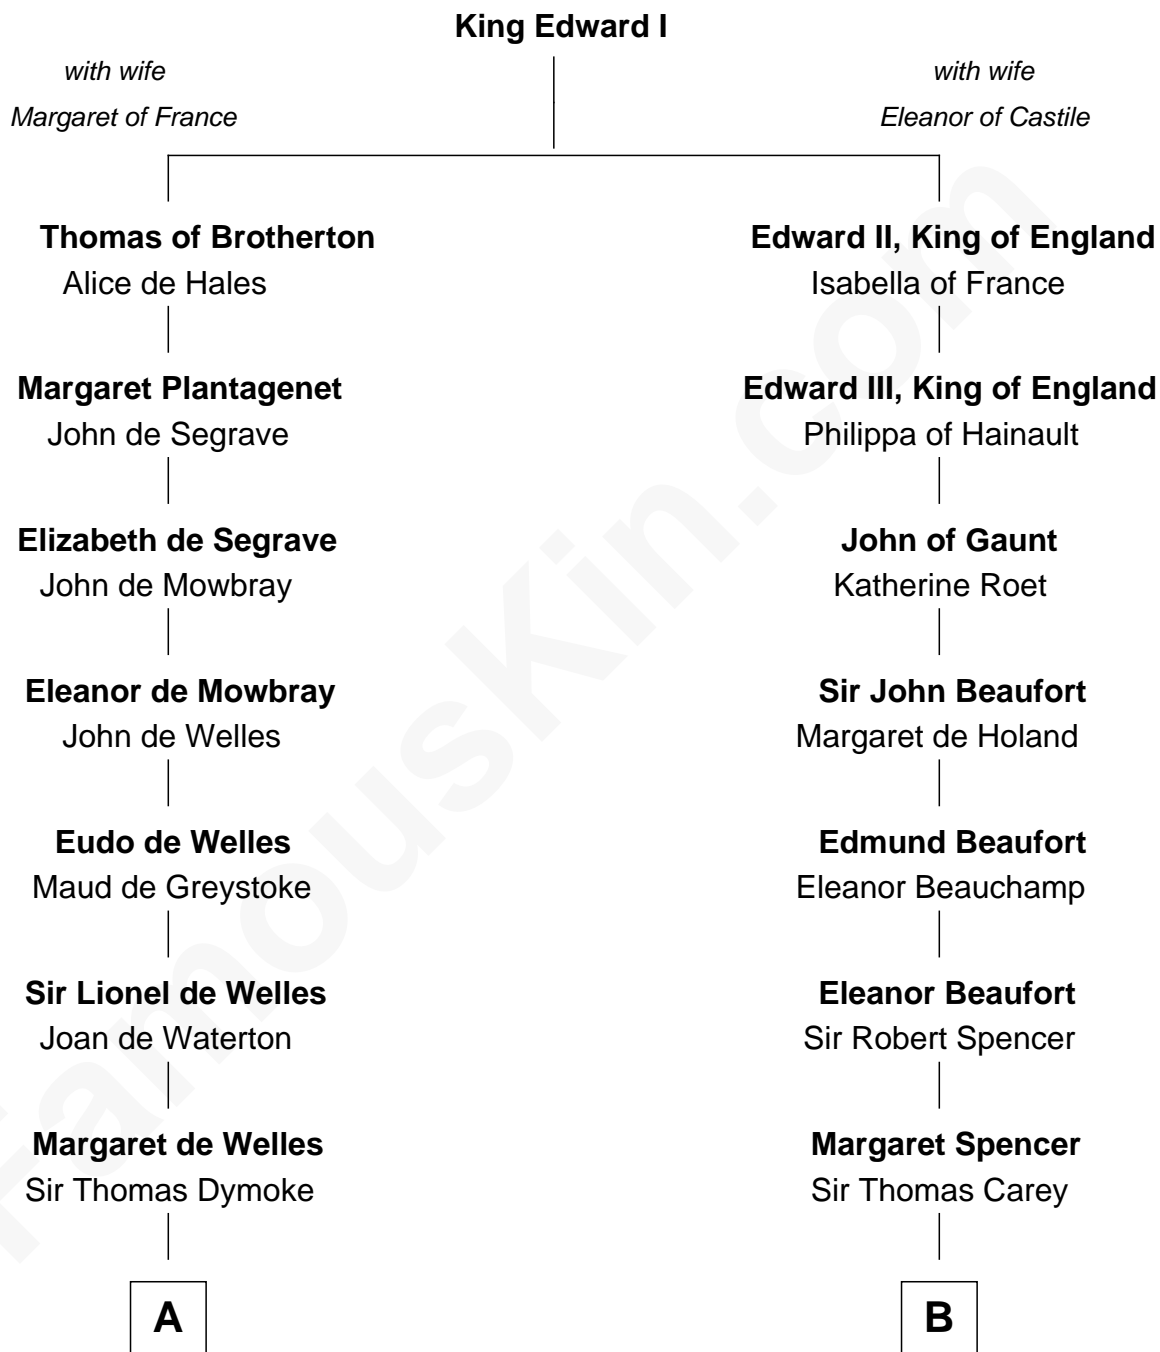 King Edward I
with wife
Margaret of France
with wife
Eleanor of Castile
Thomas of Brotherton
Alice de Hales
Edward II, King of England
Isabella of France
Margaret Plantagenet
John de Segrave
Edward III, King of England
Philippa of Hainault
Elizabeth de Segrave
John de Mowbray
John of Gaunt
Katherine Roet
Eleanor de Mowbray
John de Welles
Sir John Beaufort
Margaret de Holand
Eudo de Welles
Maud de Greystoke
Edmund Beaufort
Eleanor Beauchamp
Sir Lionel de Welles
Joan de Waterton
Eleanor Beaufort
Sir Robert Spencer
Margaret de Welles
Sir Thomas Dymoke
Margaret Spencer
Sir Thomas Carey
A
B
FamousKin.com